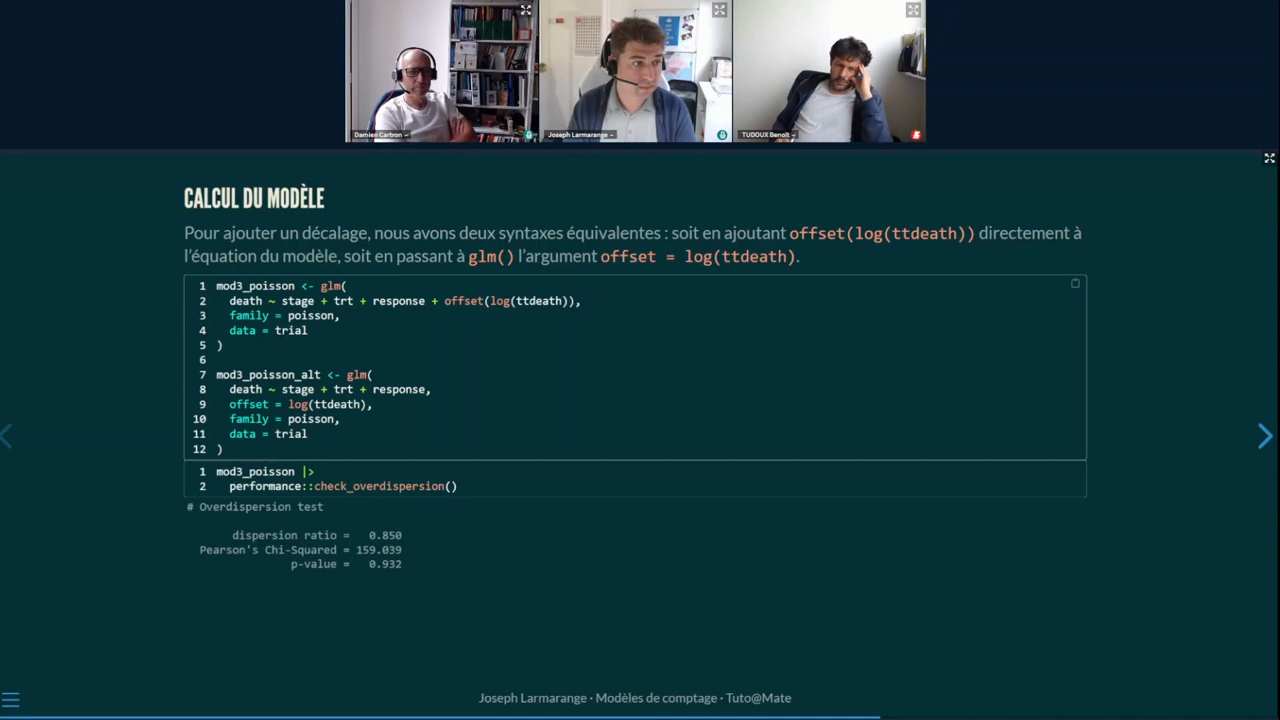 Damien Cartron
Joseph Larmarange
TUDOUX Benoit
CALCUL DU MODÈLE
Pour ajouter un décalage, nous avons deux syntaxes équivalentes : soit en ajoutant offset(log(ttdeath)) directement à
l’équation du modèle, soit en passant à glm() l’argument offset = log(ttdeath).
1 mod3_poisson <- glm(
2 death ~ stage + trt + response + offset(log(ttdeath)),
3 family = poisson,
4 data = trial
5 )
6
7 mod3_poisson_alt <- glm(
8 death ~ stage + trt + response,
9 offset = log(ttdeath),
10 family = poisson,
11 data = trial
12 )
1 mod3_poisson |>
2 performance::check_overdispersion()
# Overdispersion test
dispersion ratio = 0.850
Pearson's Chi-Squared = 159.039
p-value = 0.932
Joseph Larmarange · Modèles de comptage · Tuto@Mate